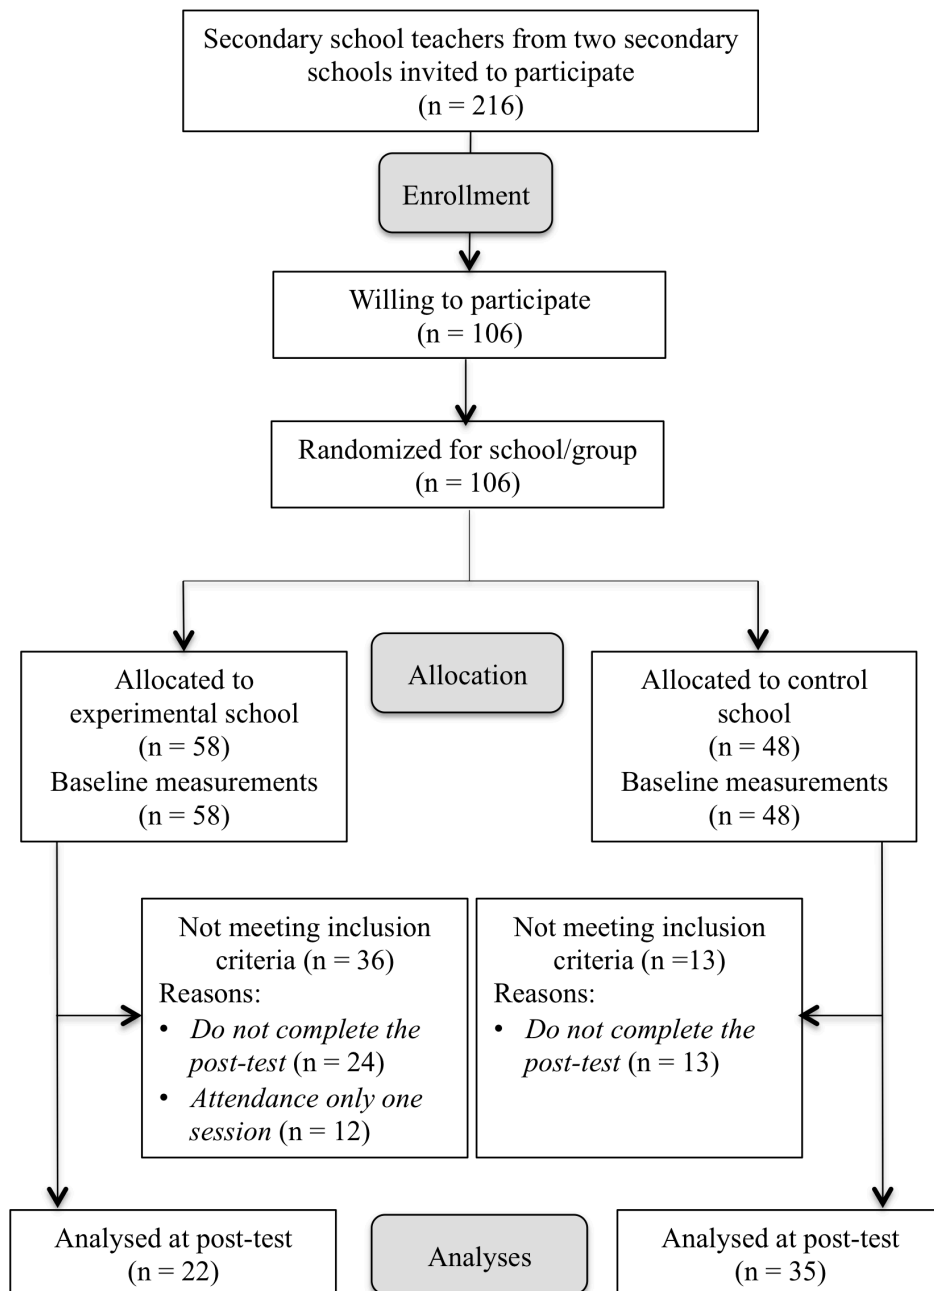 Secondary school teachers from two secondary
schools invited to participate
(n = 216)
Enrollment
Willing to participate
(n = 106)
Randomized for school/group
(n = 106)
Allocated to
experimental school
(n = 58)
Baseline measurements
(n = 58)
Allocation
Allocated to control
school
(n = 48)
Baseline measurements
(n = 48)
Not meeting inclusion
criteria (n = 36)
Reasons:
• Do not complete the
post-test (n = 24)
• Attendance only one
session (n = 12)
Not meeting inclusion
criteria (n =13)
Reasons:
• Do not complete the
post-test (n = 13)
Analysed at post-test
(n = 22)
Analyses
Analysed at post-test
(n = 35)